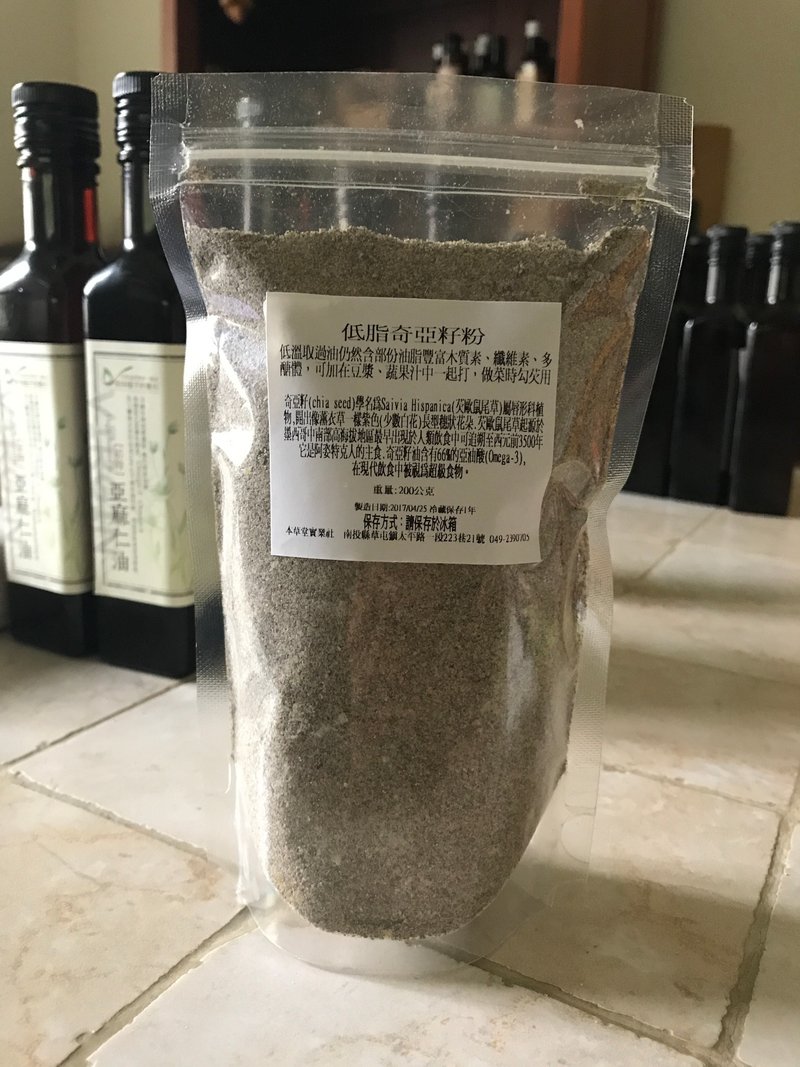 低脂奇亞籽粉
低溫取過油仍然含部份油脂豐富木質素、纖維素、多
醣體，可加在豆漿、蔬果汁中一起打，做菜時勾芡用
奇亞籽(chia seed)學名為Saivia Hispanica(芡歐鼠尾草)屬唇形科植
物,開出像薰衣草一樣紫色(少數白花)長型穗狀花朵.芡歐鼠尾草起源於
墨西哥中南部高海拔地區最早出現於人類飲食中可追朔至西元前3500年
它是阿姿特克人的主食.奇亞籽油含有66%的亞油酸(Omega-3),
在現代飲食中被視為超級食物。
重量:200公克
製造日期:2017/04/25 冷藏保存1年
保存方式：請保存於冰箱
本草堂實業社 南投縣草屯鎮太平路一段223巷21號 049-2390705
亞麻仁油
亞麻仁油